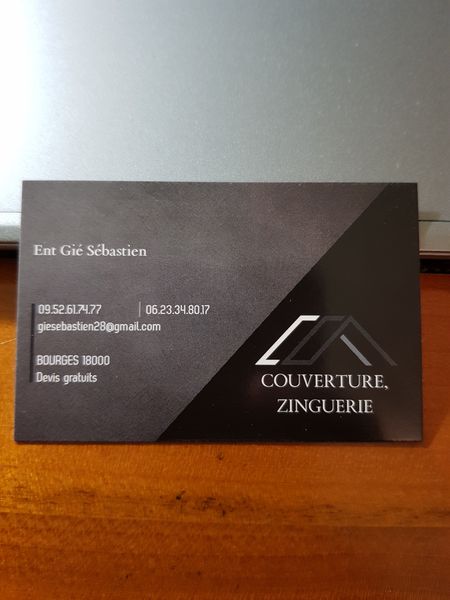 Ent Gié Sébastien
09.52.61.74.77 | 06.23.34.80.17
giesebastien28@gmail.com
BOURGES 18000
Devis gratuits
COUVERTURE,
ZINGUERIE